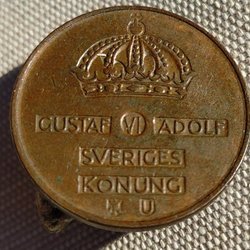 GUSTAF VI ADOLF
SVERIGES
KONUNG
U